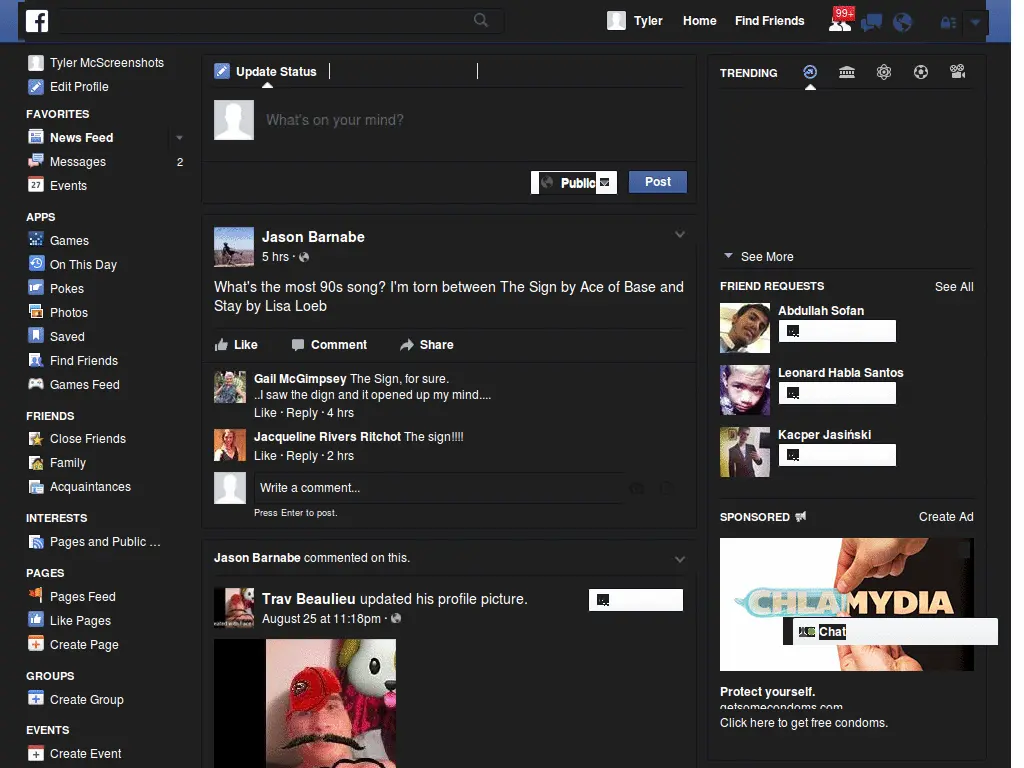 f
Tyler
Home
Find Friends
99+
Tyler McScreenshots
Edit Profile
FAVORITES
News Feed
Messages
2
27
Events
APPS
Games
On This Day
Pokes
Photos
Saved
Find Friends
Games Feed
FRIENDS
Close Friends
Family
Acquaintances
INTERESTS
Pages and Public ...
PAGES
Pages Feed
Like Pages
Create Page
GROUPS
Create Group
EVENTS
Create Event
Update Status
What's on your mind?
Public
Post
Jason Barnabe
5 hrs ·
What's the most 90s song? I'm torn between The Sign by Ace of Base and
Stay by Lisa Loeb
Like
Comment
Share
Gail McGimpsey The Sign, for sure.
..I saw the dign and it opened up my mind....
Like · Reply · 4 hrs
Jacqueline Rivers Ritchot The sign!!!!
Like · Reply · 2 hrs
Write a comment...
Press Enter to post.
Jason Barnabe commented on this.
Trav Beaulieu updated his profile picture.
August 25 at 11:18pm ·
TRENDING
See More
FRIEND REQUESTS
See All
Abdullah Sofan
Leonard Habla Santos
Kacper Jasiński
SPONSORED
Create Ad
CHLAMYDIA
Chat
Protect yourself.
getsomecondoms.com
Click here to get free condoms.